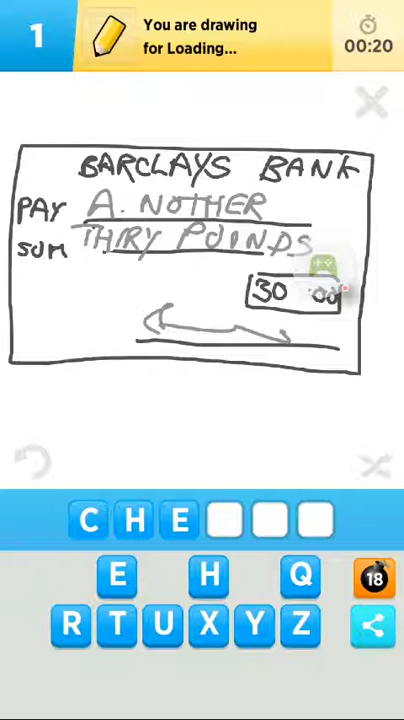 1
You are drawing
for Loading...
00:20
BARCLAYS BANK
PAY A. NOTHER
SUM THIRY POUNDS
30 00
C H E
E H Q 18
R T U X Y Z